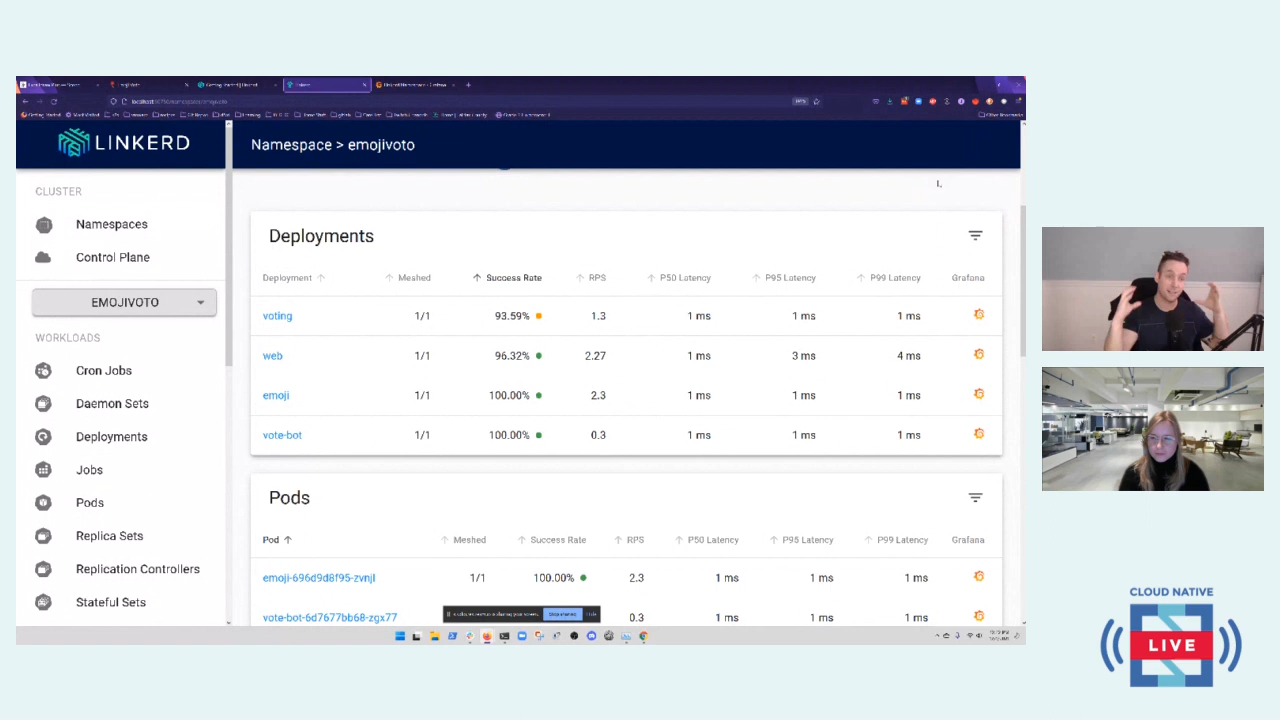 LINKERD
Namespace > emojivoto
CLUSTER
Namespaces
Control Plane
EMOJIVOTO
WORKLOADS
Cron Jobs
Daemon Sets
Deployments
Jobs
Pods
Replica Sets
Replication Controllers
Stateful Sets
Deployments
Deployment Meshed Success Rate RPS P50 Latency P95 Latency P99 Latency Grafana
voting 1/1 93.59% 1.3 1 ms 1 ms 1 ms
web 1/1 96.32% 2.27 1 ms 3 ms 4 ms
emoji 1/1 100.00% 2.3 1 ms 1 ms 1 ms
vote-bot 1/1 100.00% 0.3 1 ms 1 ms 1 ms
Pods
Pod Meshed Success Rate RPS P50 Latency P95 Latency P99 Latency Grafana
emoji-696d9d8f95-zvnjl 1/1 100.00% 2.3 1 ms 1 ms 1 ms
vote-bot-6d7677bb68-zgx77 0.3 1 ms 1 ms 1 ms
CLOUD NATIVE
LIVE